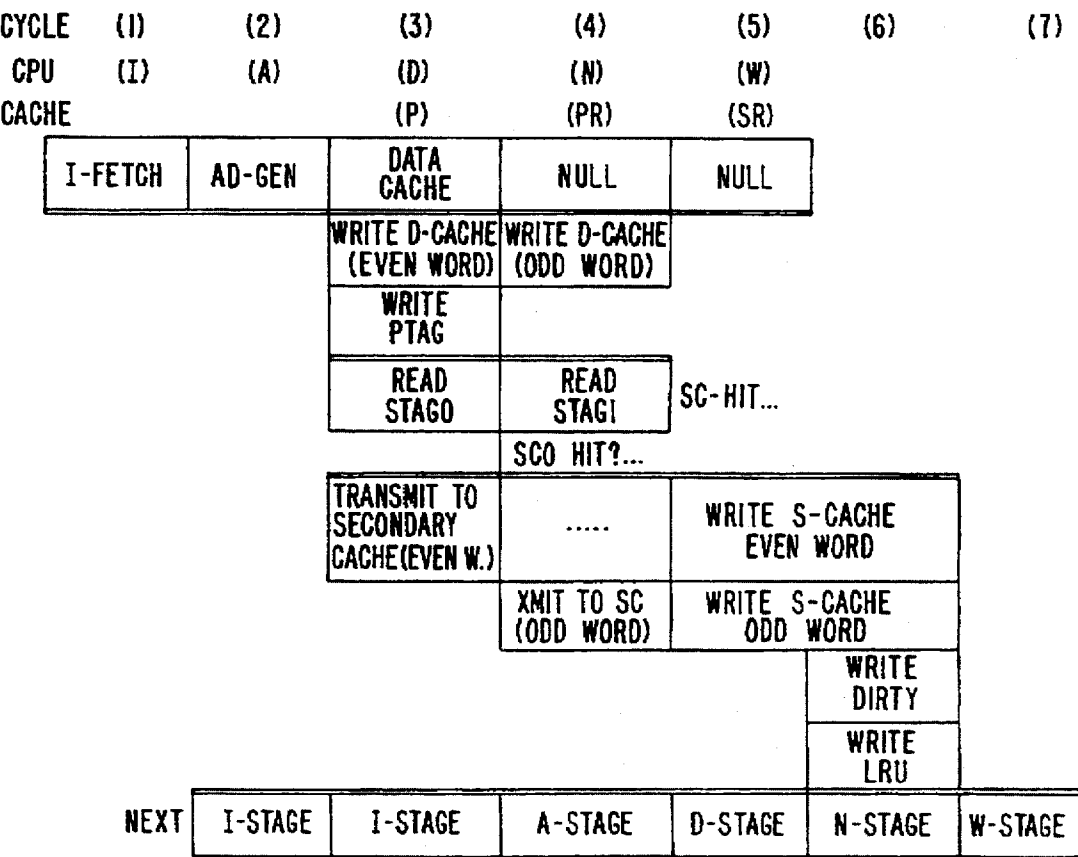 CYCLE (1) (2) (3) (4) (5) (6) (7)
CPU (I) (A) (D) (N) (W)
CACHE (P) (PR) (SR)
I-FETCH AD-GEN DATA CACHE NULL NULL
WRITE D-CACHE (EVEN WORD) WRITE D-CACHE (ODD WORD)
WRITE PTAG
READ STAG0 READ STAG1 SC-HIT...
SC0 HIT?...
TRANSMIT TO SECONDARY CACHE(EVEN W.) ..... WRITE S-CACHE EVEN WORD
XMIT TO SC (ODD WORD) WRITE S-CACHE ODD WORD
WRITE DIRTY
WRITE LRU
NEXT I-STAGE I-STAGE A-STAGE D-STAGE N-STAGE W-STAGE